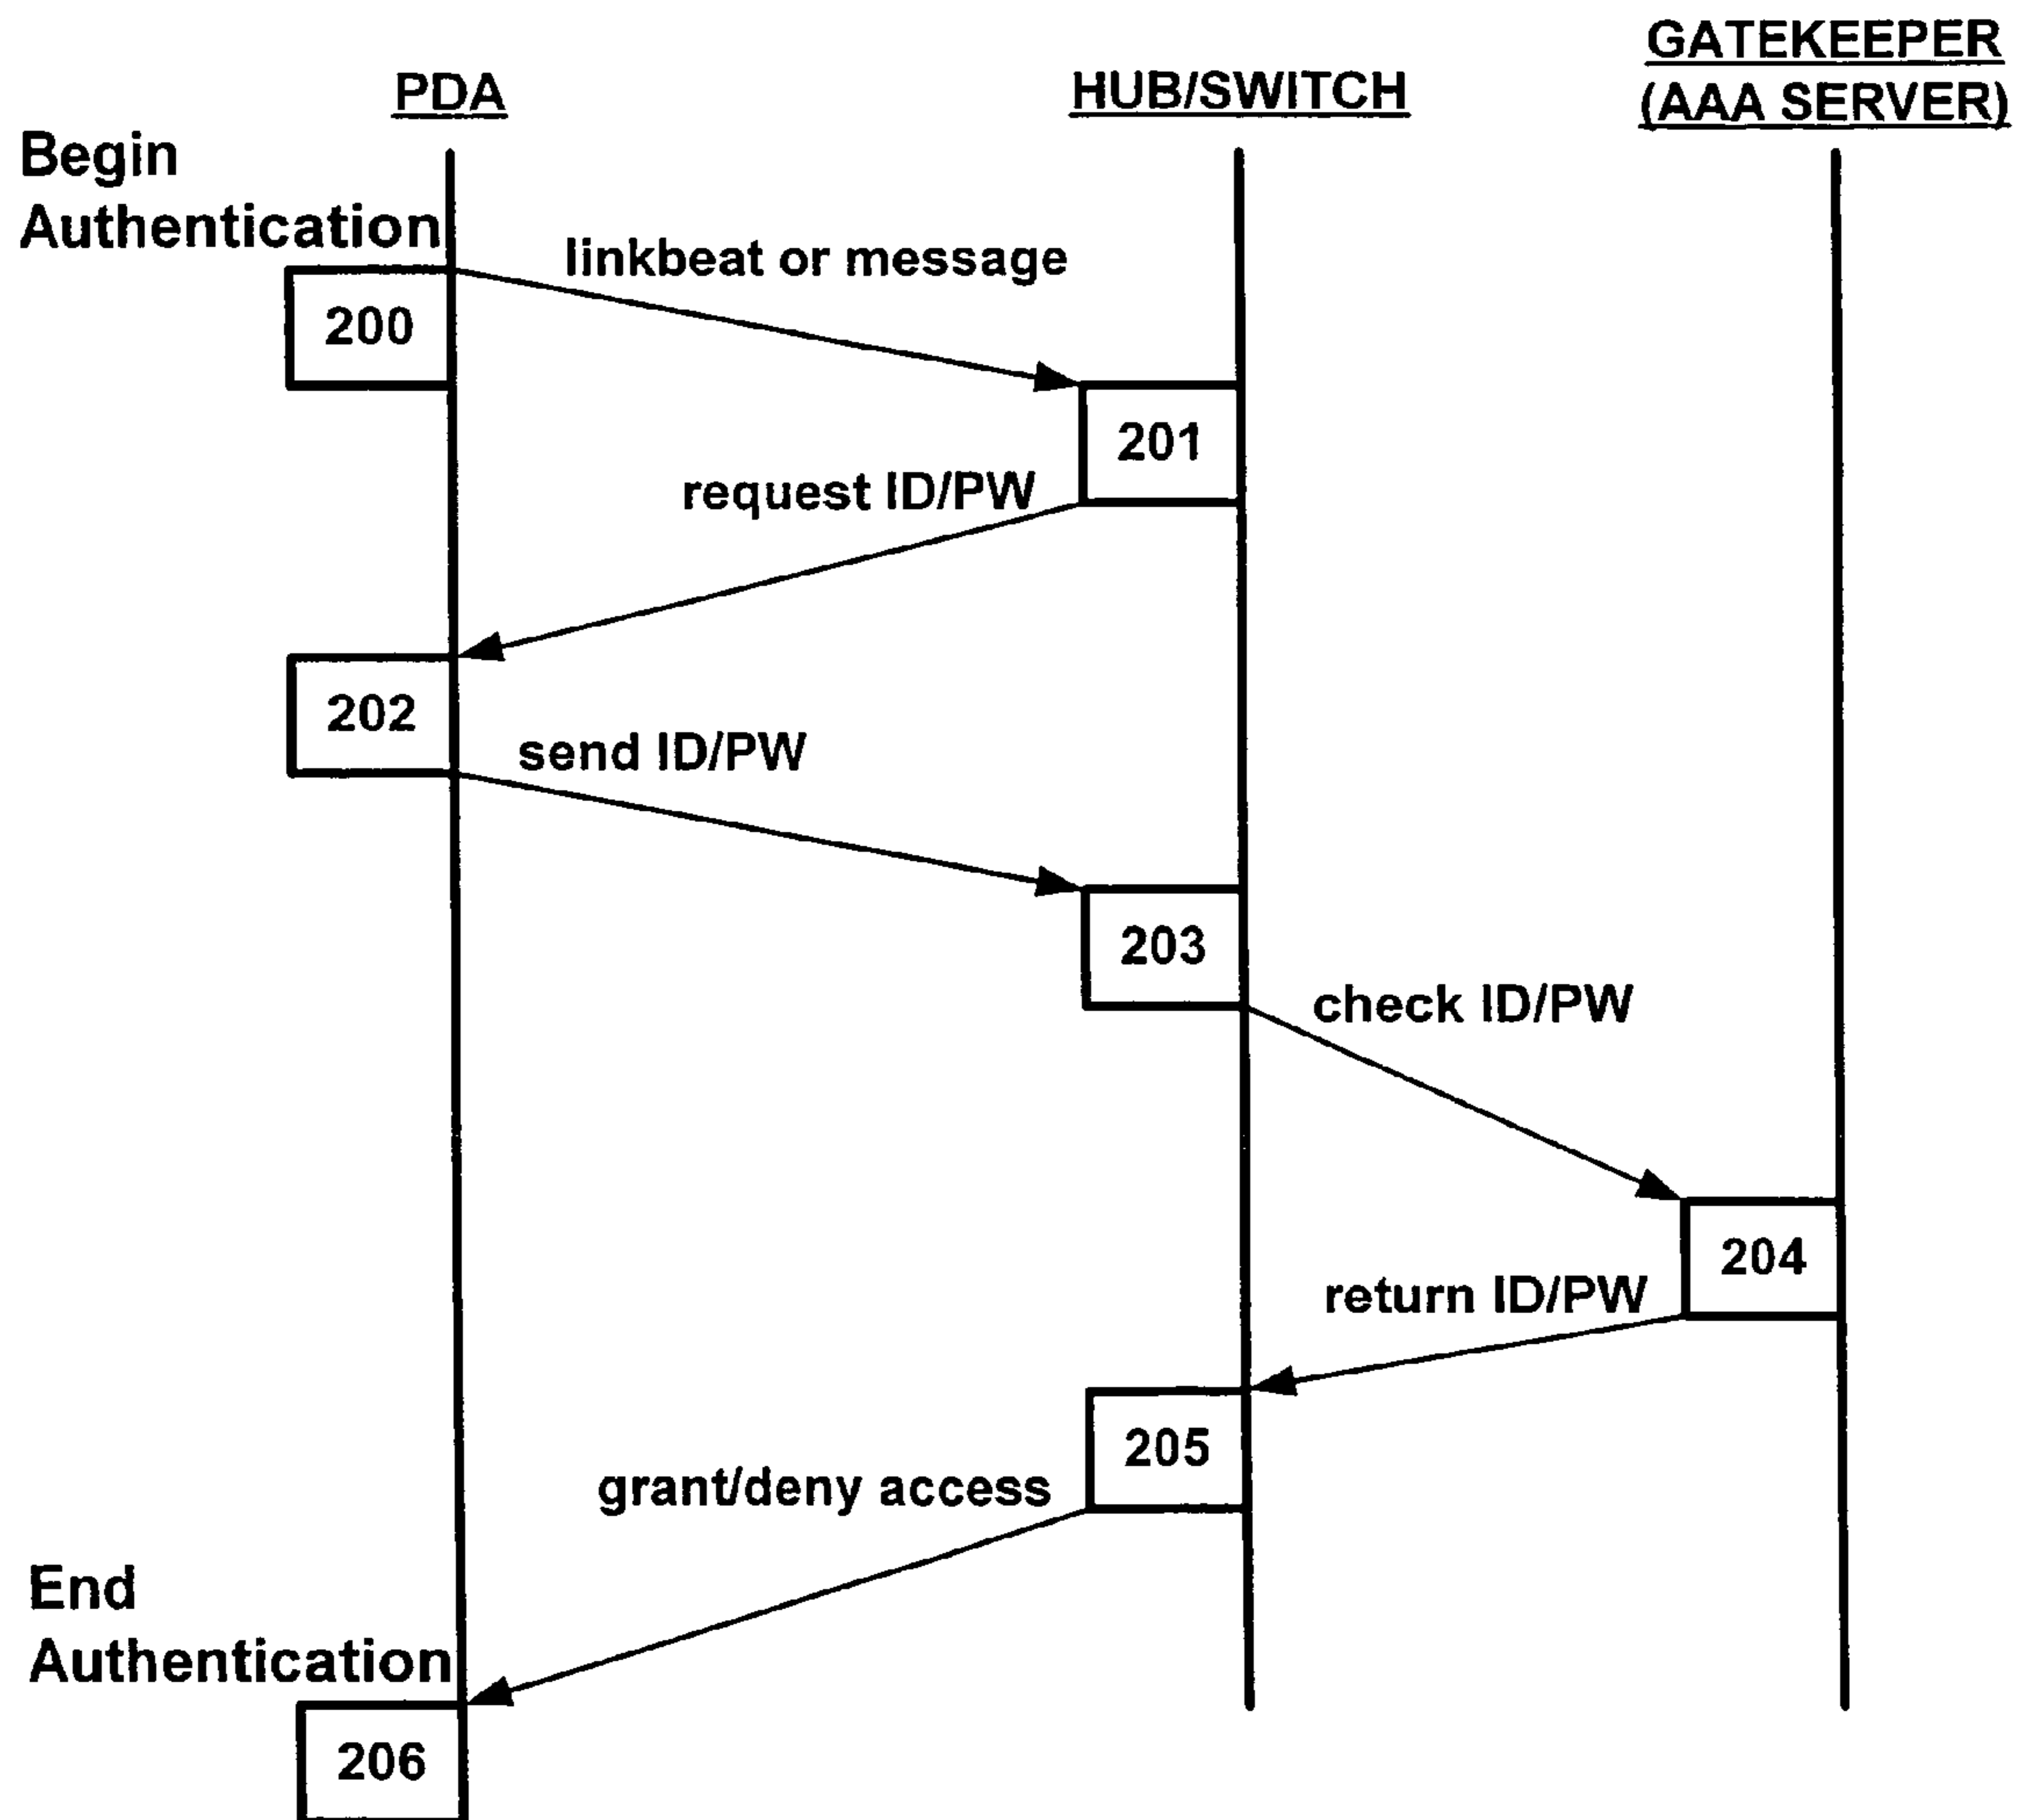 PDA
HUB/SWITCH
GATEKEEPER
(AAA SERVER)
Begin
Authentication
linkbeat or message
200
201
request ID/PW
202
send ID/PW
203
check ID/PW
204
return ID/PW
205
grant/deny access
End
Authentication
206